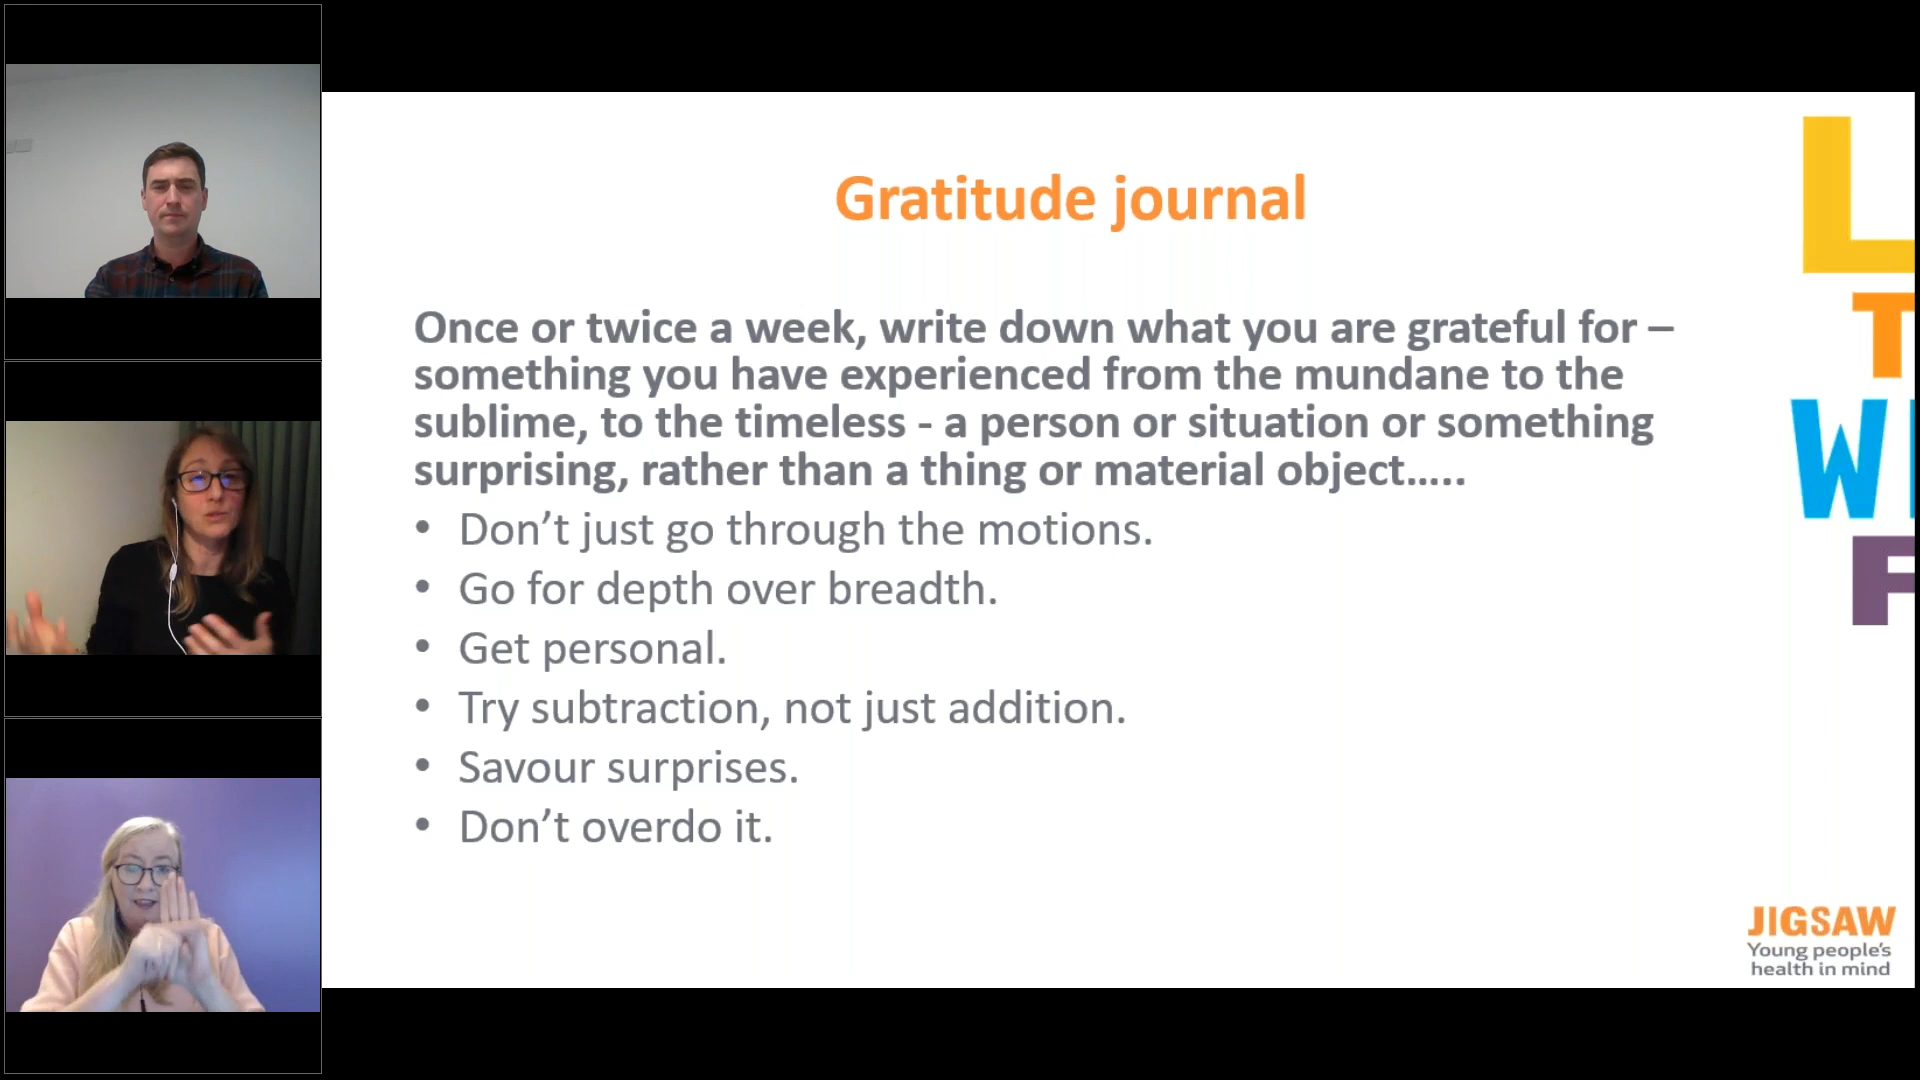 Gratitude journal
Once or twice a week, write down what you are grateful for –
something you have experienced from the mundane to the
sublime, to the timeless - a person or situation or something
surprising, rather than a thing or material object…..
• Don’t just go through the motions.
• Go for depth over breadth.
• Get personal.
• Try subtraction, not just addition.
• Savour surprises.
• Don’t overdo it.
L
T
W
F
JIGSAW
Young people’s
health in mind